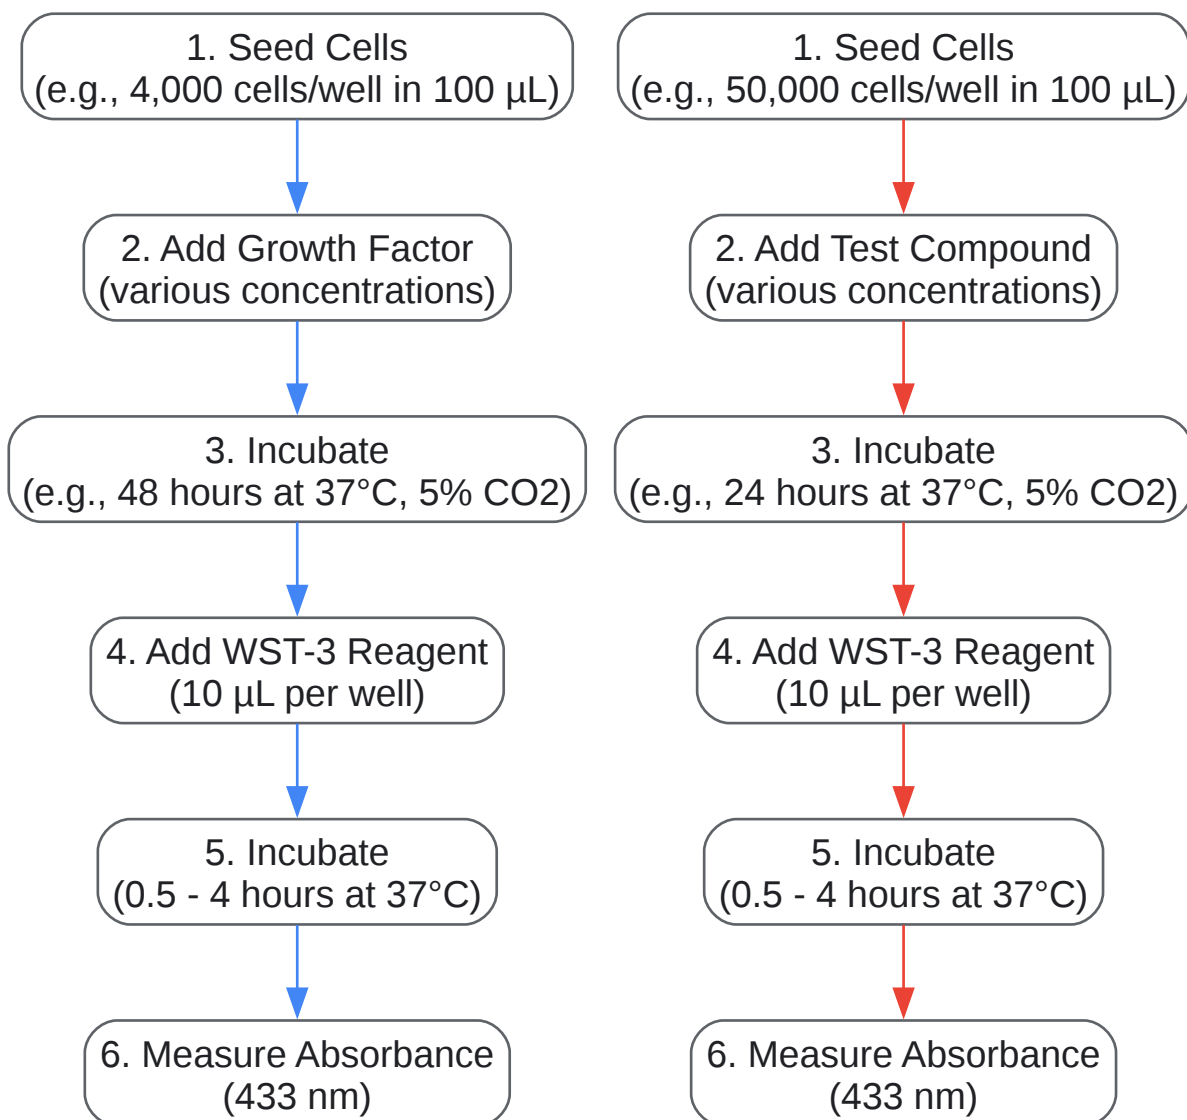 1. Seed Cells
(e.g., 4,000 cells/well in 100 µL)
2. Add Growth Factor
(various concentrations)
3. Incubate
(e.g., 48 hours at 37°C, 5% CO2)
4. Add WST-3 Reagent
(10 µL per well)
5. Incubate
(0.5 - 4 hours at 37°C)
6. Measure Absorbance
(433 nm)
1. Seed Cells
(e.g., 50,000 cells/well in 100 µL)
2. Add Test Compound
(various concentrations)
3. Incubate
(e.g., 24 hours at 37°C, 5% CO2)
4. Add WST-3 Reagent
(10 µL per well)
5. Incubate
(0.5 - 4 hours at 37°C)
6. Measure Absorbance
(433 nm)